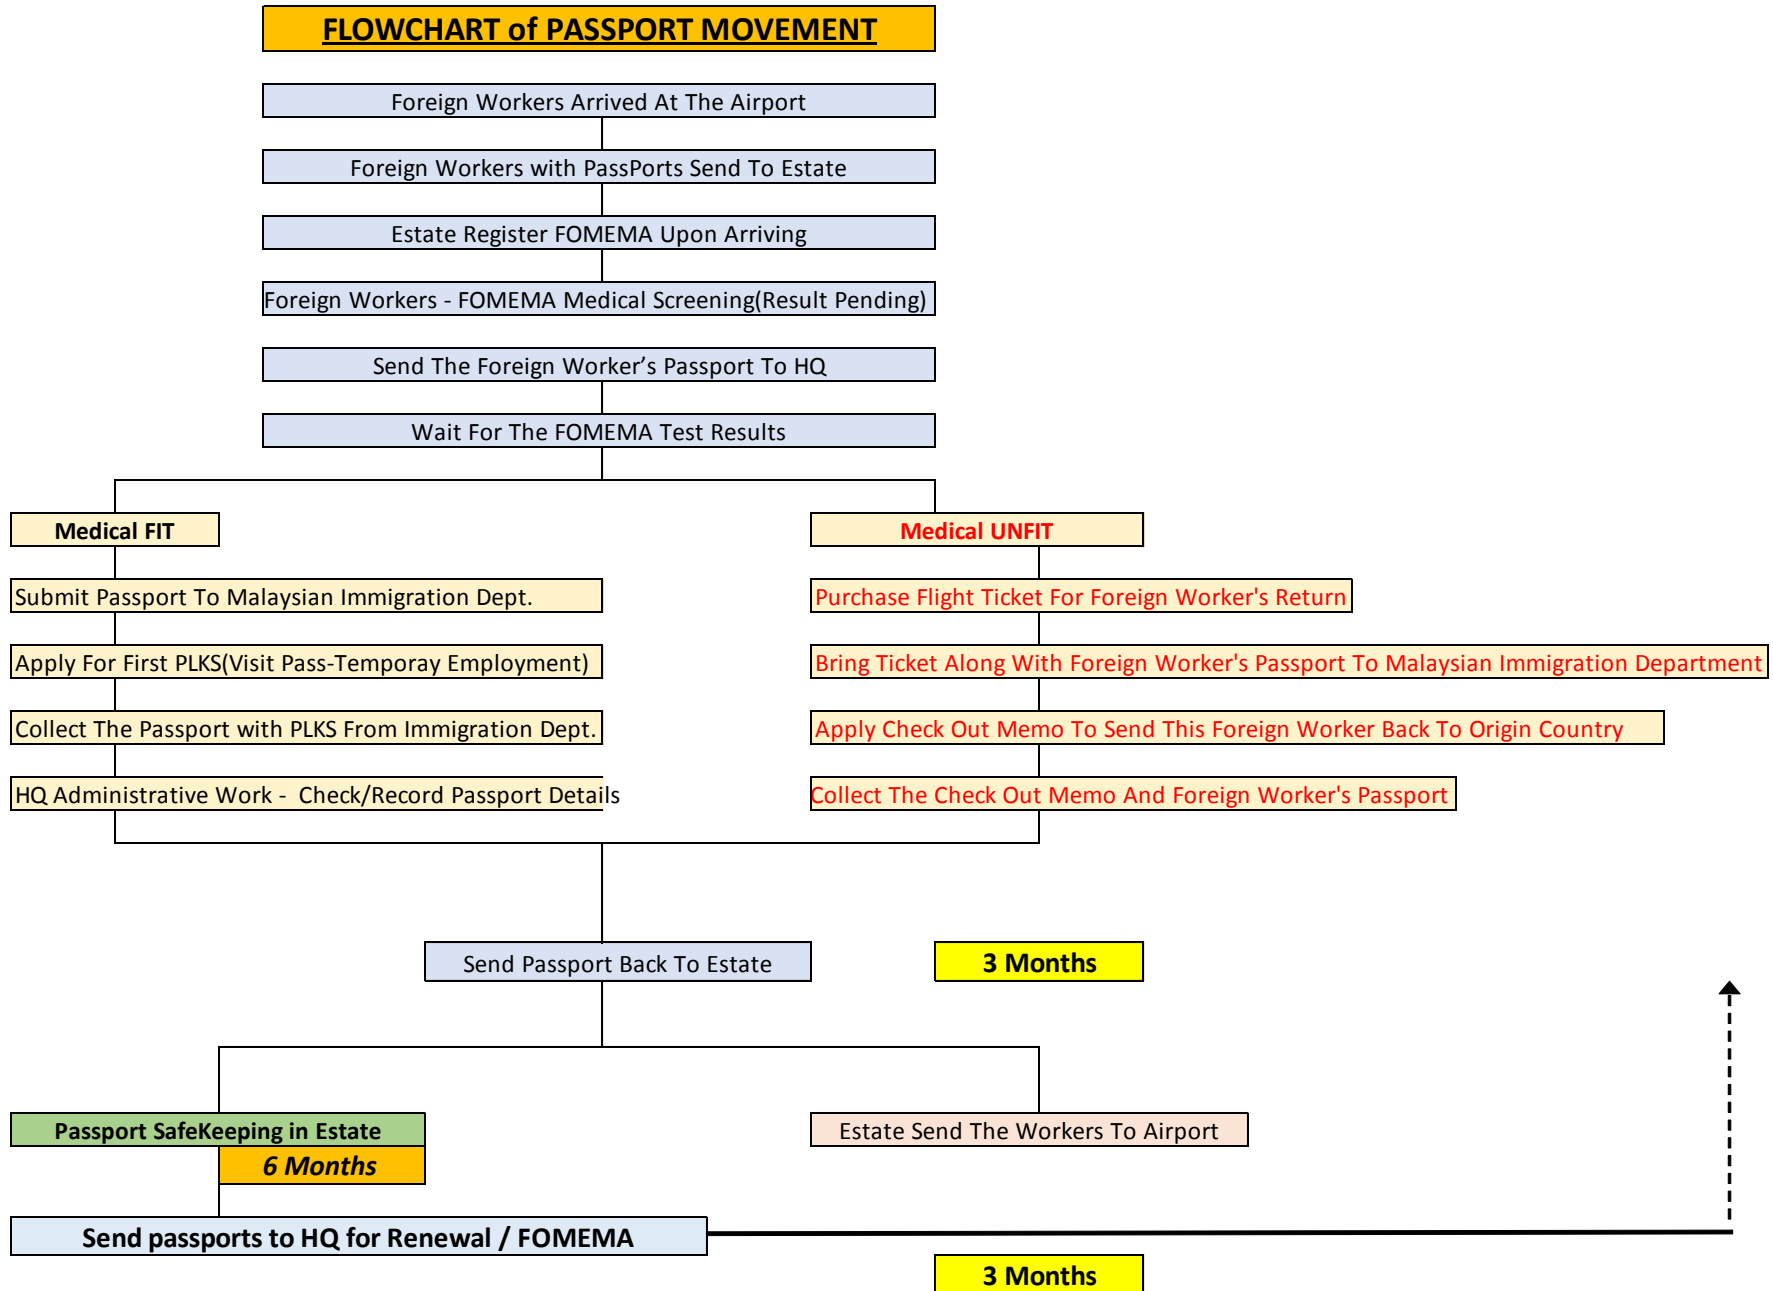 FLOWCHART of PASSPORT MOVEMENT
Foreign Workers Arrived At The Airport
Foreign Workers with PassPorts Send To Estate
Estate Register FOMEMA Upon Arriving
Foreign Workers - FOMEMA Medical Screening(Result Pending)
Send The Foreign Worker’s Passport To HQ
Wait For The FOMEMA Test Results
Medical FIT
Medical UNFIT
Submit Passport To Malaysian Immigration Dept.
Purchase Flight Ticket For Foreign Worker's Return
Apply For First PLKS(Visit Pass-Temporay Employment)
Bring Ticket Along With Foreign Worker's Passport To Malaysian Immigration Department
Collect The Passport with PLKS From Immigration Dept.
Apply Check Out Memo To Send This Foreign Worker Back To Origin Country
HQ Administrative Work -  Check/Record Passport Details
Collect The Check Out Memo And Foreign Worker's Passport
Send Passport Back To Estate
3 Months
Passport SafeKeeping in Estate
Estate Send The Workers To Airport
6 Months
Send passports to HQ for Renewal / FOMEMA
3 Months